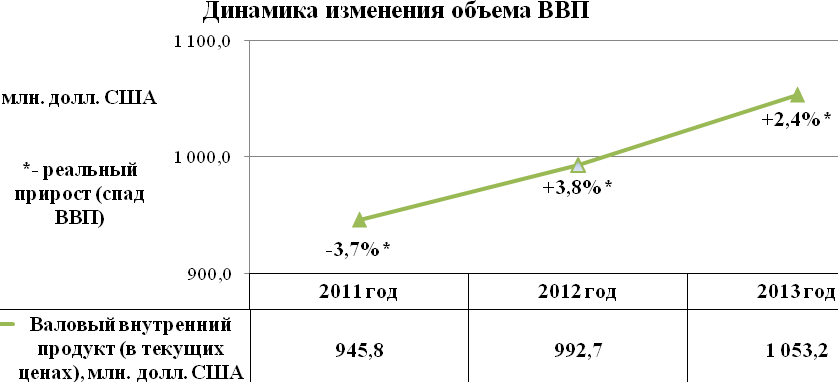 Динамика изменения объема ВВП
1 100,0
млн. долл. США
+2,4%*
1 000,0
*- реальный
прирост (спад
ВВП)
+3,8%*
-3,7%*
900,0
2011 год 2012 год 2013 год
Валовый внутренний
продукт (в текущих
ценах), млн. долл. США
945,8 992,7 1 053,2